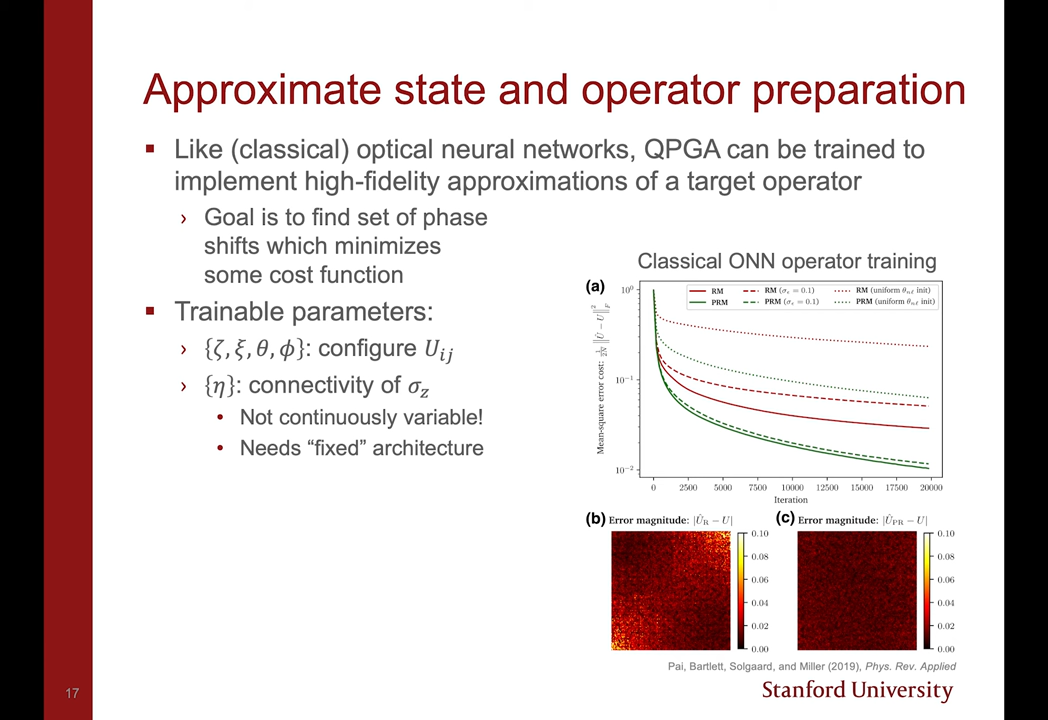 Approximate state and operator preparation
▪ Like (classical) optical neural networks, QPGA can be trained to
implement high-fidelity approximations of a target operator
› Goal is to find set of phase
shifts which minimizes
some cost function
▪ Trainable parameters:
› {ζ, ξ, θ, ϕ}: configure U_ij
› {η}: connectivity of σ_z
• Not continuously variable!
• Needs “fixed” architecture
Classical ONN operator training
(a)
RM RM (σ_ε = 0.1) RM (uniform θ_nℓ init)
PRM PRM (σ_ε = 0.1) PRM (uniform θ_nℓ init)
Mean-square error cost: 1/2N ||Û − U||²_F
10⁰
10⁻¹
10⁻²
0 2500 5000 7500 10000 12500 15000 17500 20000
Iteration
(b) Error magnitude: |Û_R − U|
0.10
0.08
0.06
0.04
0.02
0.00
(c) Error magnitude: |Û_PR − U|
0.10
0.08
0.06
0.04
0.02
0.00
Pai, Bartlett, Solgaard, and Miller (2019), Phys. Rev. Applied
17
Stanford University